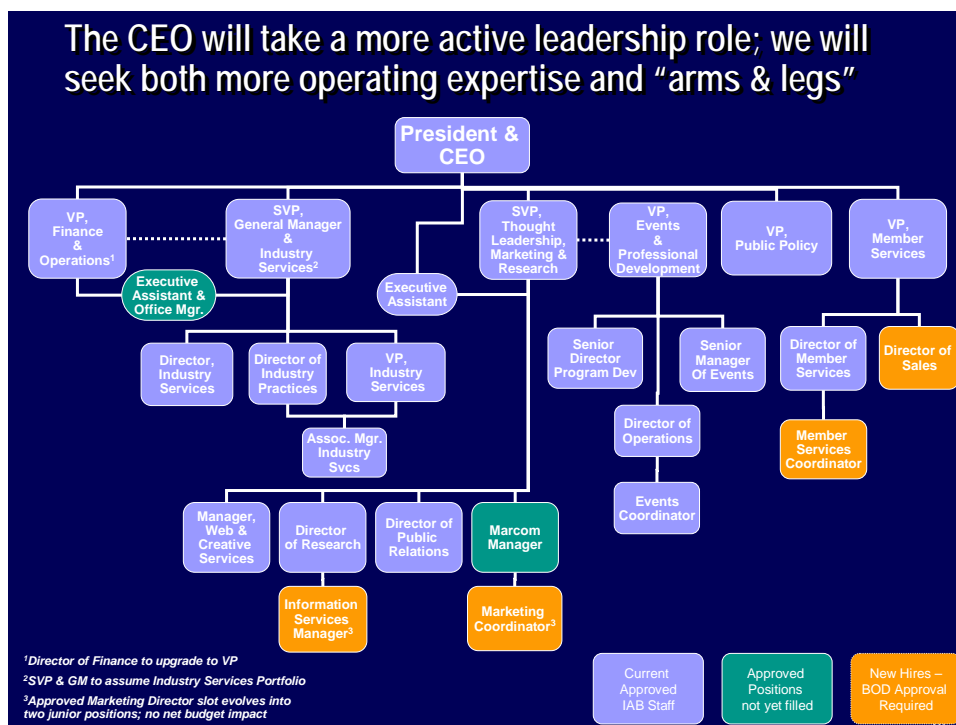 The CEO will take a more active leadership role; we will
seek both more operating expertise and “arms & legs”
President &
CEO
VP,
Finance
&
Operations1
SVP,
General Manager
&
Industry
Services2
SVP,
Thought
Leadership,
Marketing &
Research
VP,
Events
&
Professional
Development
VP,
Public Policy
VP,
Member
Services
Executive
Assistant &
Office Mgr.
Executive
Assistant
Director,
Industry
Services
Director of
Industry
Practices
VP,
Industry
Services
Senior
Director
Program Dev
Senior
Manager
Of Events
Director of
Member
Services
Director of
Sales
Assoc. Mgr.
Industry
Svcs
Director of
Operations
Member
Services
Coordinator
Events
Coordinator
Manager,
Web &
Creative
Services
Director
of Research
Director of
Public
Relations
Marcom
Manager
Information
Services
Manager3
Marketing
Coordinator3
1Director of Finance to upgrade to VP
2SVP & GM to assume Industry Services Portfolio
3Approved Marketing Director slot evolves into
two junior positions; no net budget impact
Current
Approved
IAB Staff
Approved
Positions
not yet filled
New Hires –
BOD Approval
Required